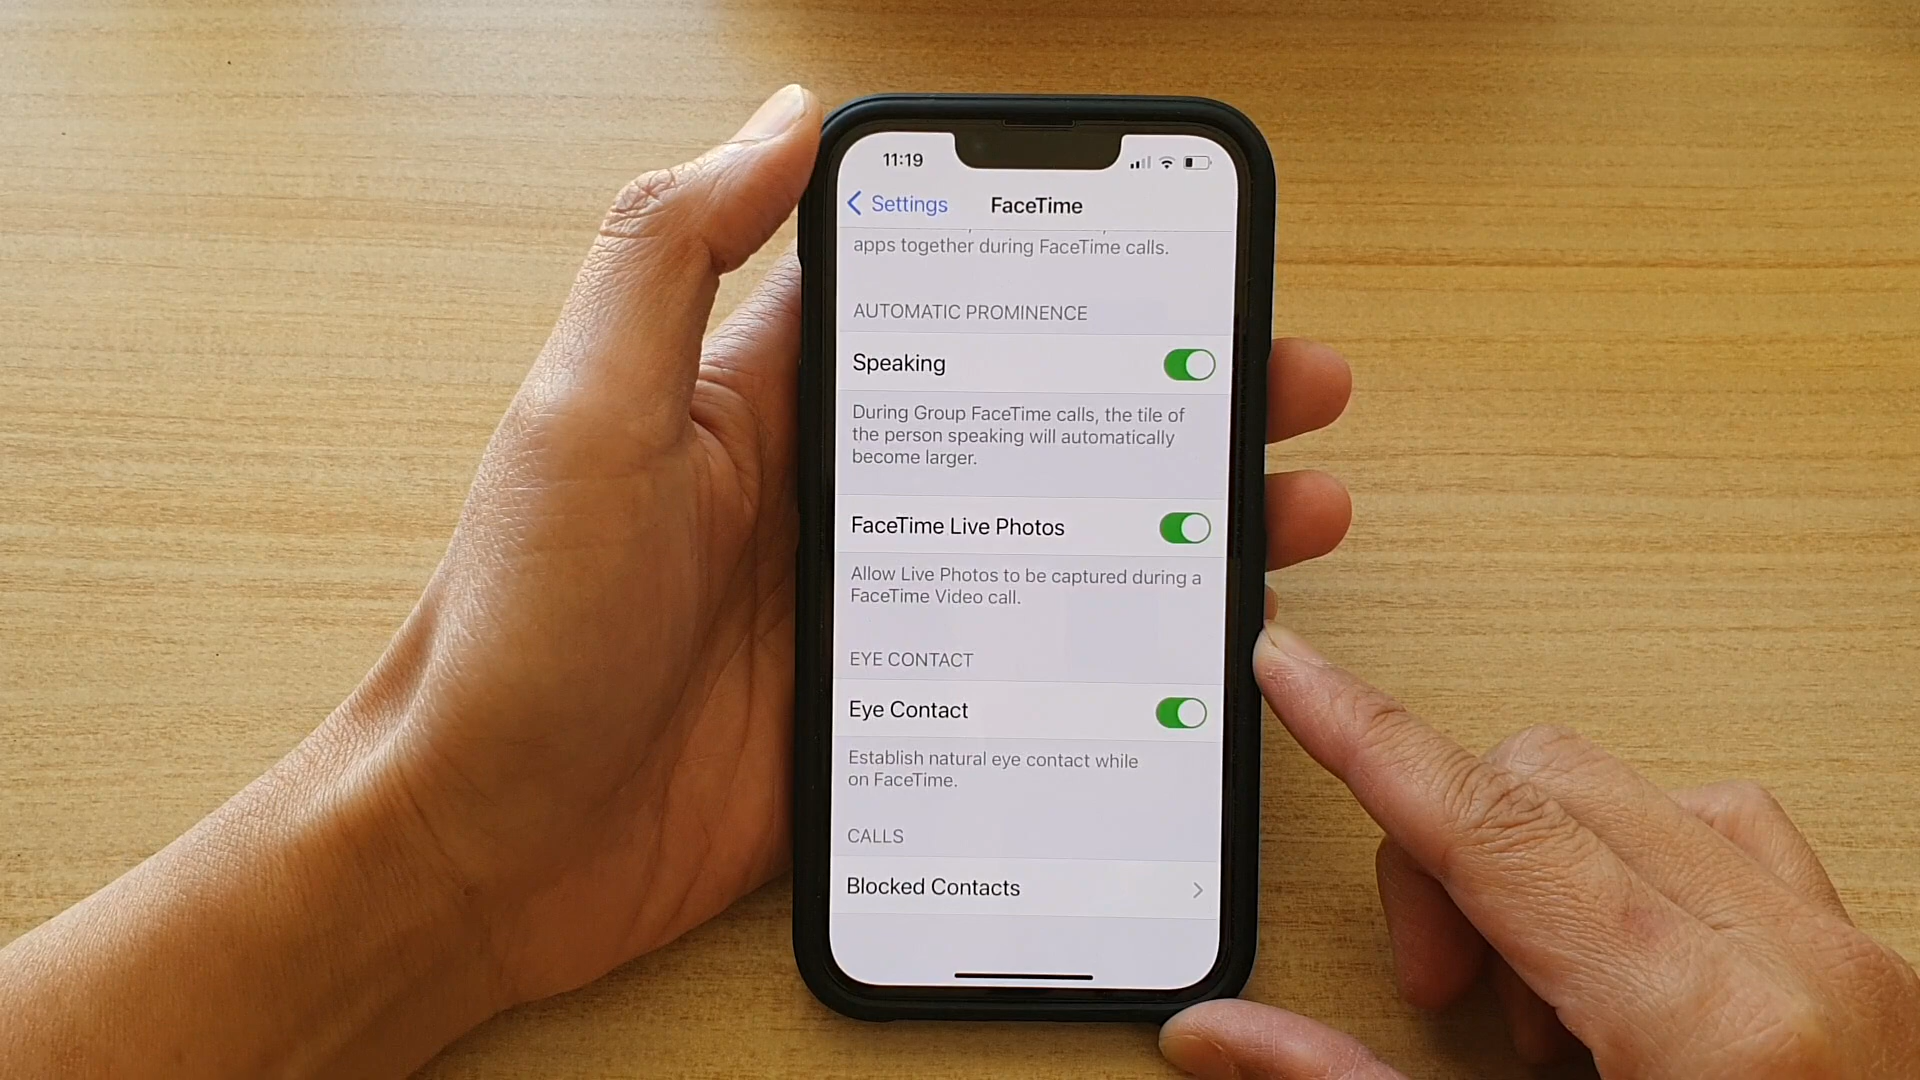 11:19
Settings
FaceTime
apps together during FaceTime calls.
AUTOMATIC PROMINENCE
Speaking
During Group FaceTime calls, the tile of
the person speaking will automatically
become larger.
FaceTime Live Photos
Allow Live Photos to be captured during a
FaceTime Video call.
EYE CONTACT
Eye Contact
Establish natural eye contact while
on FaceTime.
CALLS
Blocked Contacts